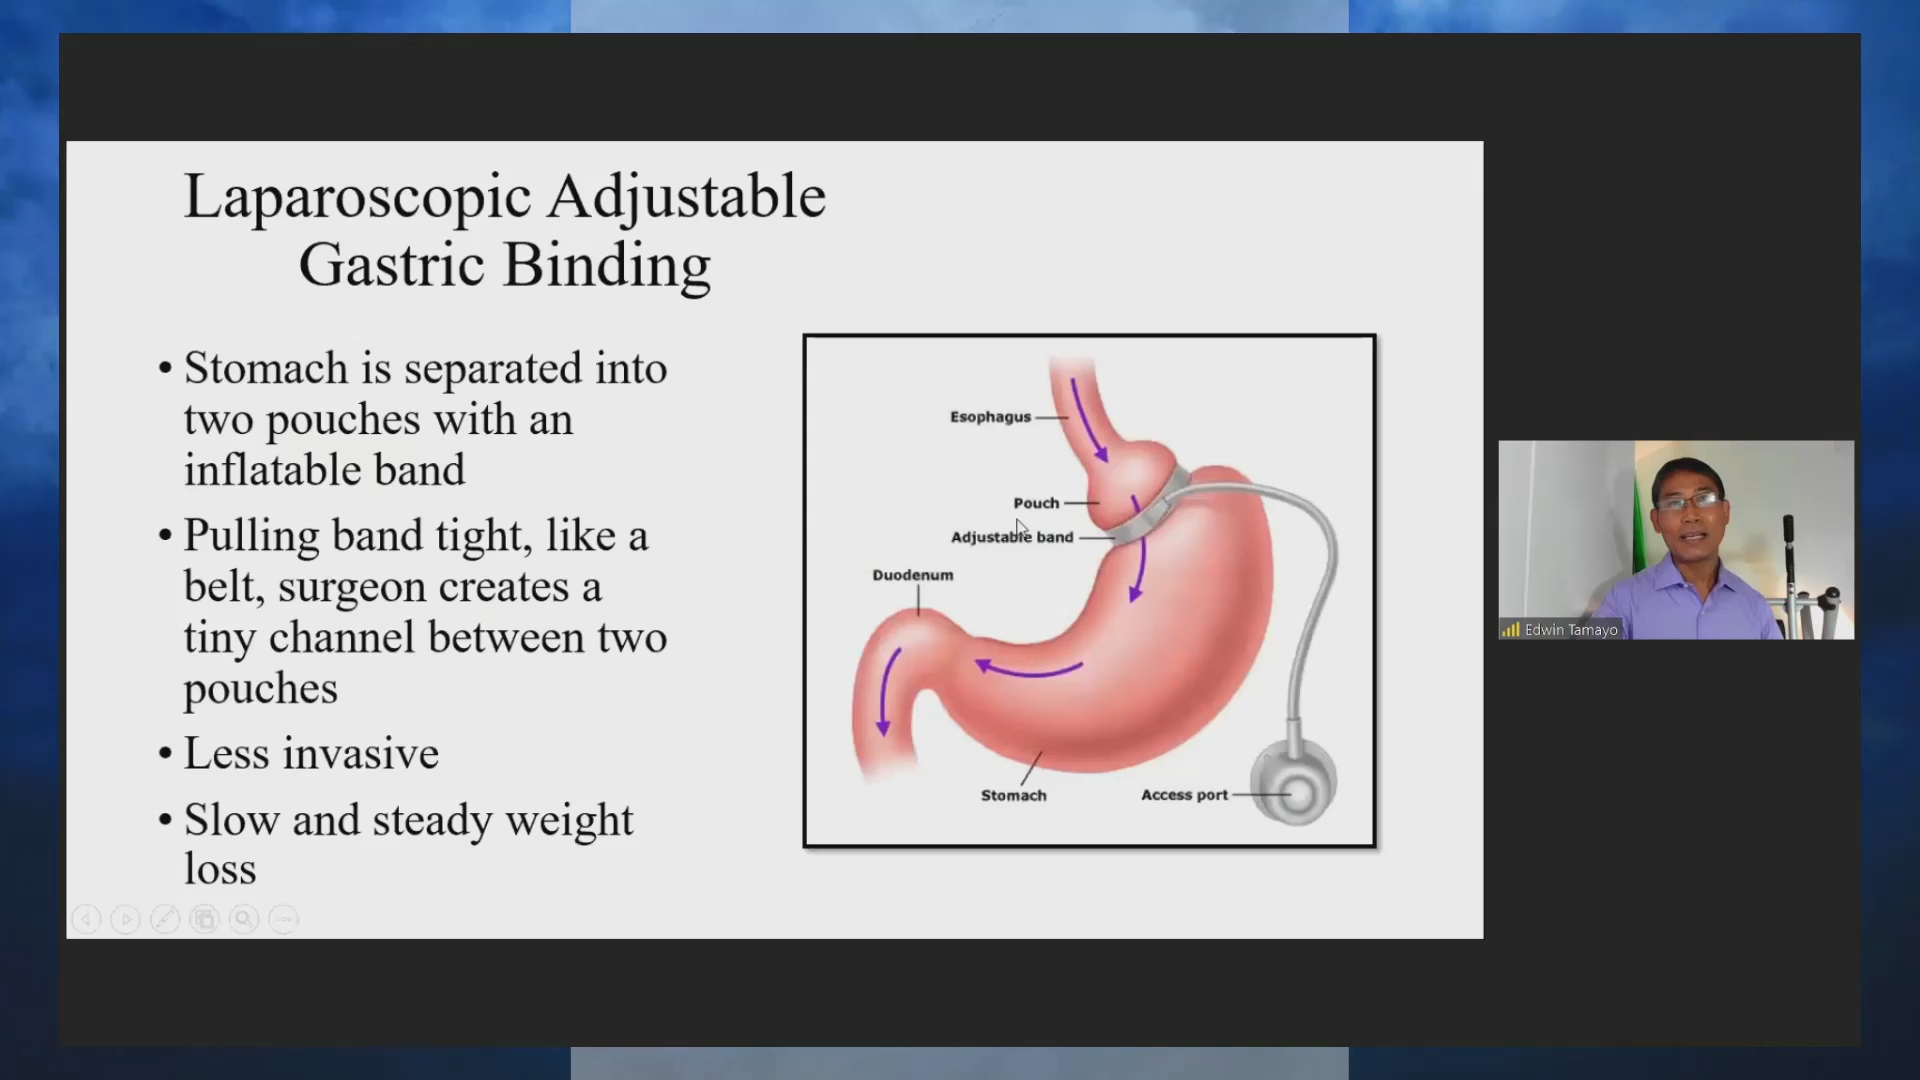 Laparoscopic Adjustable
Gastric Binding
• Stomach is separated into
two pouches with an
inflatable band
• Pulling band tight, like a
belt, surgeon creates a
tiny channel between two
pouches
• Less invasive
• Slow and steady weight
loss
Esophagus
Pouch
Adjustable band
Duodenum
Stomach
Access port
Edwin Tamayo